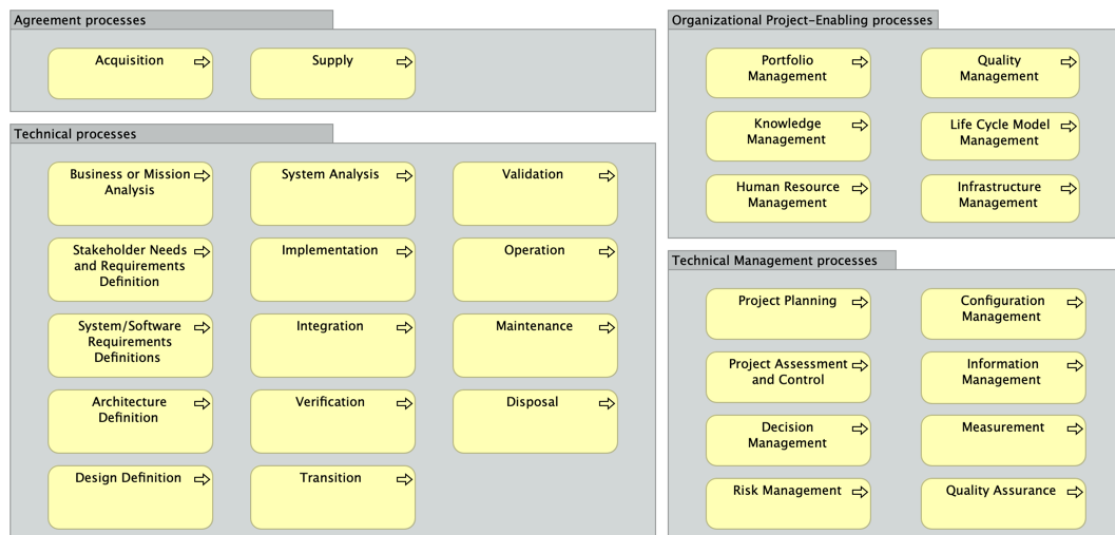 Agreement processes
Acquisition
Supply
Technical processes
Business or Mission
Analysis
System Analysis
Validation
Stakeholder Needs
and Requirements
Definition
Implementation
Operation
System/Software
Requirements
Definitions
Integration
Maintenance
Architecture
Definition
Verification
Disposal
Design Definition
Transition
Organizational Project-Enabling processes
Portfolio
Management
Quality
Management
Knowledge
Management
Life Cycle Model
Management
Human Resource
Management
Infrastructure
Management
Technical Management processes
Project Planning
Configuration
Management
Project Assessment
and Control
Information
Management
Decision
Management
Measurement
Risk Management
Quality Assurance